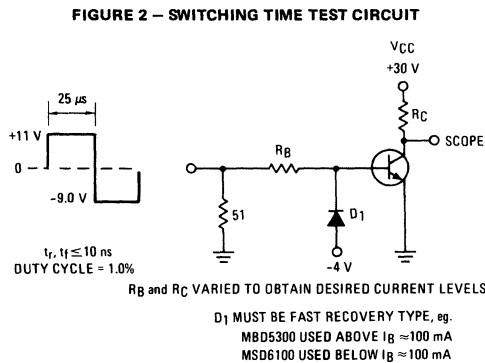 FIGURE 2 – SWITCHING TIME TEST CIRCUIT
VCC
+30 V
25 μs
RC
+11 V
SCOPE
RB
0
-9.0 V
51
D1
tr, tf ≤ 10 ns
-4 V
DUTY CYCLE = 1.0%
RB and RC VARIED TO OBTAIN DESIRED CURRENT LEVELS
D1 MUST BE FAST RECOVERY TYPE, eg.
MBD5300 USED ABOVE IB ≈100 mA
MSD6100 USED BELOW IB ≈100 mA